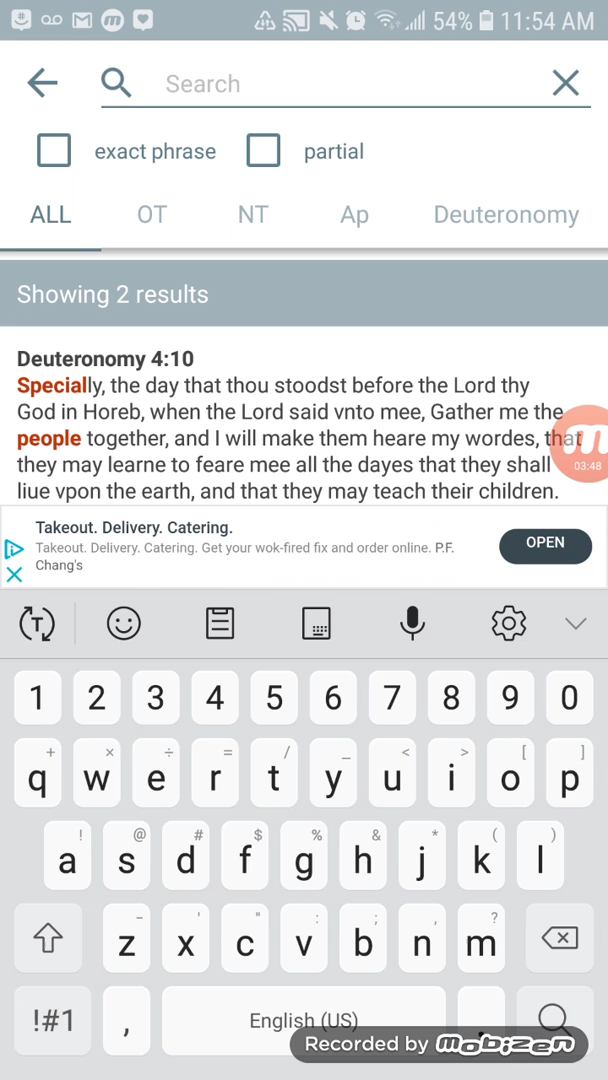 54% 11:54 AM
Search
exact phrase partial
ALL OT NT Ap Deuteronomy
Showing 2 results
Deuteronomy 4:10
Specially, the day that thou stoodst before the Lord thy
God in Horeb, when the Lord said vnto mee, Gather me the
people together, and I will make them heare my wordes, that
they may learne to feare mee all the dayes that they shall
liue vpon the earth, and that they may teach their children.
03:48
Takeout. Delivery. Catering.
Takeout. Delivery. Catering. Get your wok-fired fix and order online. P.F.
Chang's
OPEN
1 2 3 4 5 6 7 8 9 0
+ × ÷ = / _ < > [ ]
q w e r t y u i o p
! @ # $ % & * ( )
a s d f g h j k l
- ' " : ; , ?
z x c v b n m
!#1 , English (US) .
Recorded by mobizen